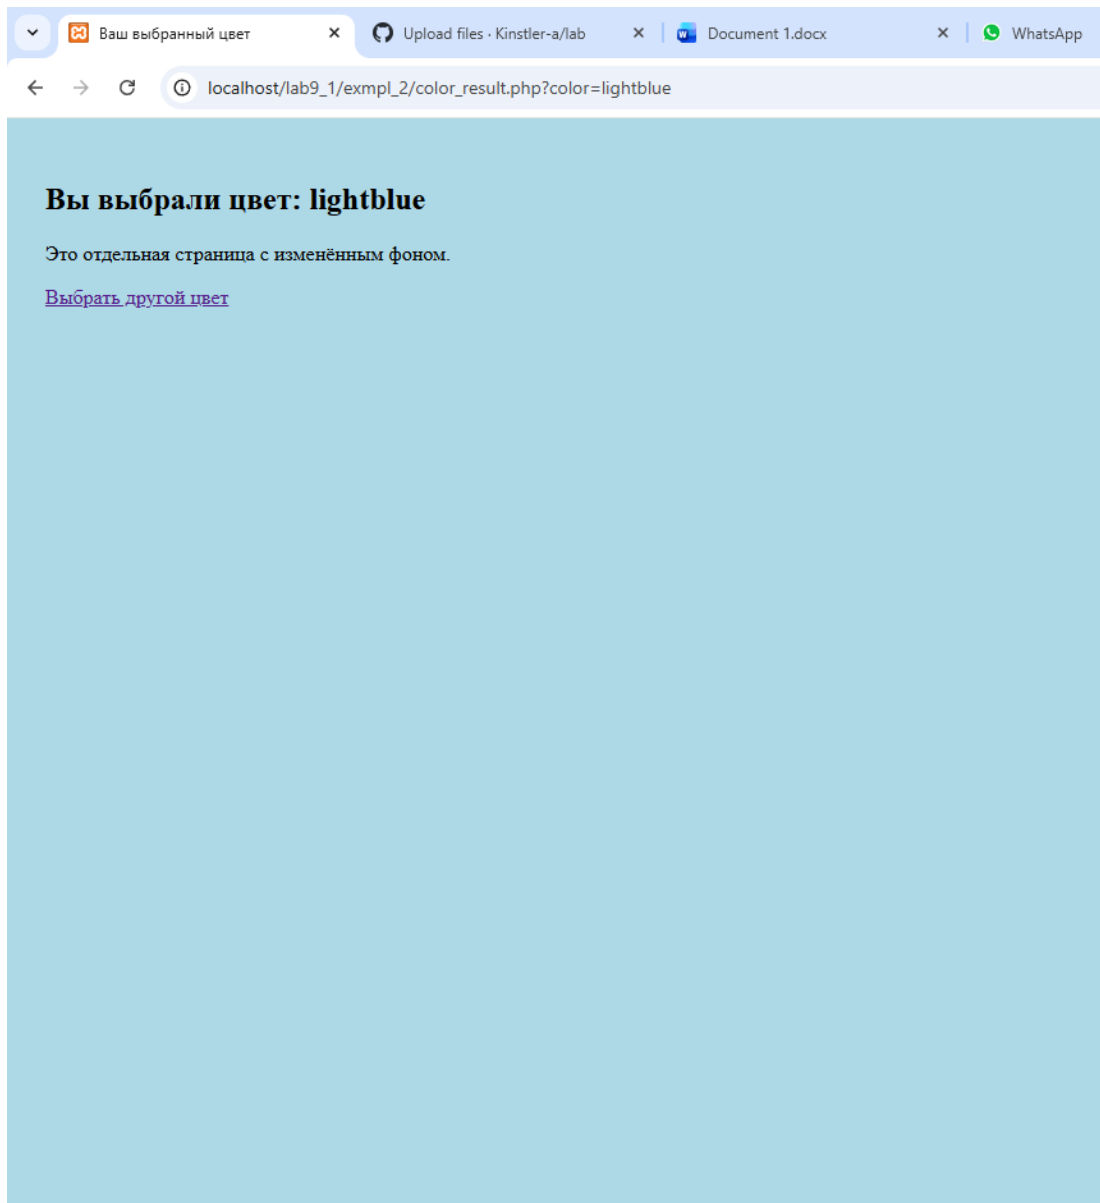 Ваш выбранный цвет
Upload files · Kinstler-a/lab
Document 1.docx
WhatsApp
localhost/lab9_1/exmpl_2/color_result.php?color=lightblue
Вы выбрали цвет: lightblue
Это отдельная страница с изменённым фоном.
Выбрать другой цвет